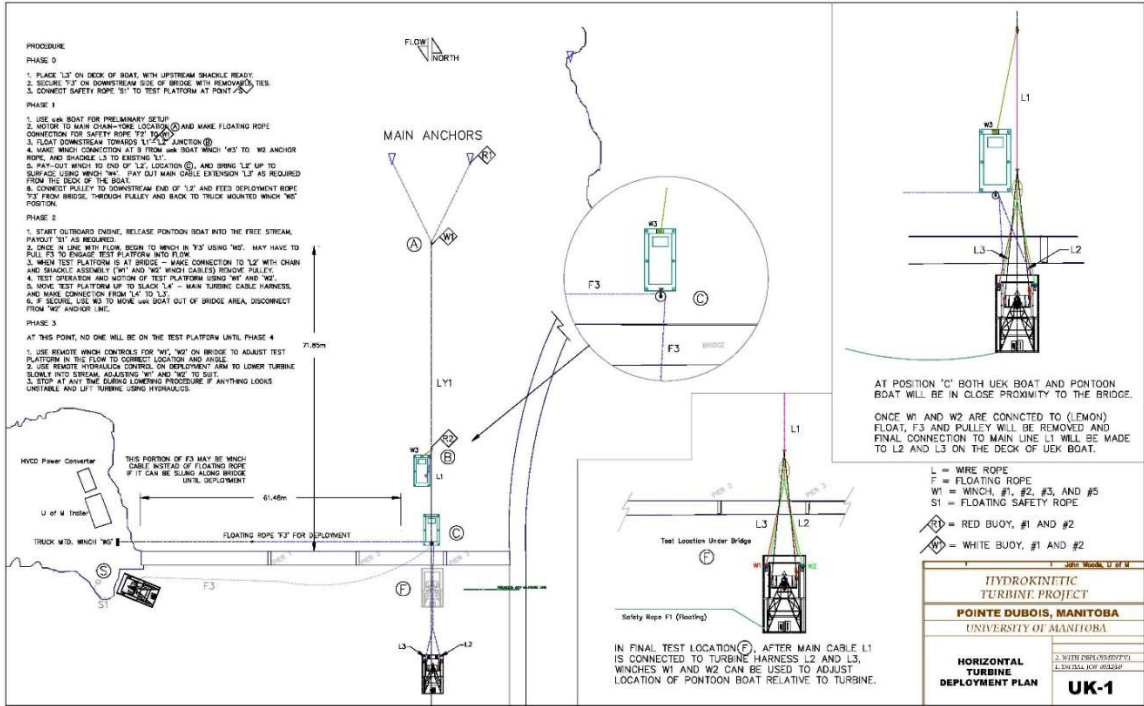 PROCEDURE
PHASE 0
1. PLACE 'L3' ON DECK OF BOAT, WITH UPSTREAM SHACKLE READY.
2. SECURE 'F3' ON DOWNSTREAM SIDE OF BRIDGE WITH REMOVABLE TIES.
3. CONNECT SAFETY ROPE 'S1' TO TEST PLATFORM AT POINT S
PHASE 1
1. USE uek BOAT FOR PRELIMINARY SETUP
2. MOTOR TO MAIN CHAIN-YOKE LOCATION A AND MAKE FLOATING ROPE
CONNECTION FOR SAFETY ROPE 'F2' TO W1
3. FLOAT DOWNSTREAM TOWARDS 'L1'-'L2' JUNCTION B
4. MAKE WINCH CONNECTION AT B FROM uek BOAT WINCH 'W3' TO W2 ANCHOR
ROPE, AND SHACKLE L3 TO EXISTING 'L1'.
5. PAY-OUT WINCH TO END OF 'L2', LOCATION C, AND BRING 'L2' UP TO
SURFACE USING WINCH 'W4'. PAY OUT MAIN CABLE EXTENSION 'L3' AS REQUIRED
FROM THE DECK OF THE BOAT.
6. CONNECT PULLEY TO DOWNSTREAM END OF 'L2' AND FEED DEPLOYMENT ROPE
'F3' FROM BRIDGE, THROUGH PULLEY AND BACK TO TRUCK MOUNTED WINCH 'W5'
POSITION.
PHASE 2
1. START OUTBOARD ENGINE, RELEASE PONTOON BOAT INTO THE FREE STREAM,
PAYOUT 'S1' AS REQUIRED.
2. ONCE IN LINE WITH FLOW, BEGIN TO WINCH IN 'F3' USING 'W5'. MAY HAVE TO
PULL F3 TO ENGAGE TEST PLATFORM INTO FLOW.
3. WHEN TEST PLATFORM IS AT BRIDGE - MAKE CONNECTION TO 'L2' WITH CHAIN
AND SHACKLE ASSEMBLY ('W1' AND 'W2' WINCH CABLES) REMOVE PULLEY.
4. TEST OPERATION AND MOTION OF TEST PLATFORM USING 'W1' AND 'W2'.
5. MOVE TEST PLATFORM UP TO SLACK 'L4' - MAIN TURBINE CABLE HARNESS,
AND MAKE CONNECTION FROM 'L4' TO 'L3'.
6. IF SECURE, USE W3 TO MOVE uek BOAT OUT OF BRIDGE AREA, DISCONNECT
FROM 'W2' ANCHOR LINE.
PHASE 3
AT THIS POINT, NO ONE WILL BE ON THE TEST PLATFORM UNTIL PHASE 4
1. USE REMOTE WINCH CONTROLS FOR 'W1', 'W2' ON BRIDGE TO ADJUST TEST
PLATFORM IN THE FLOW TO CORRECT LOCATION AND ANGLE.
2. USE REMOTE HYDRAULICS CONTROL ON DEPLOYMENT ARM TO LOWER TURBINE
SLOWLY INTO STREAM, ADJUSTING 'W1' AND 'W2' TO SUIT.
3. STOP AT ANY TIME DURING LOWERING PROCEDURE IF ANYTHING LOOKS
UNSTABLE AND LIFT TURBINE USING HYDRAULICS.
FLOW
NORTH
MAIN ANCHORS
R1
A
W1
71.85m
LY1
R2
W3
B
L1
C
HVCD Power Converter
U of M Trailer
THIS PORTION OF F3 MAY BE WINCH
CABLE INSTEAD OF FLOATING ROPE
IF IT CAN BE SLUNG ALONG BRIDGE
UNTIL DEPLOYMENT
61.48m
TRUCK MTD. WINCH 'W5'
FLOATING ROPE 'F3' FOR DEPLOYMENT
PIER 1
PIER 2
PIER 3
S
S1
F3
F
L3
L2
W3
F3
C
F3
BRIDGE
L1
PIER 2
PIER 3
L3
L2
Test Location Under Bridge
F
W1
W2
Safety Rope F1 (Floating)
IN FINAL TEST LOCATION F, AFTER MAIN CABLE L1
IS CONNECTED TO TURBINE HARNESS L2 AND L3,
WINCHES W1 AND W2 CAN BE USED TO ADJUST
LOCATION OF PONTOON BOAT RELATIVE TO TURBINE.
L1
W3
L3
L2
AT POSITION 'C' BOTH UEK BOAT AND PONTOON
BOAT WILL BE IN CLOSE PROXIMITY TO THE BRIDGE.
ONCE W1 AND W2 ARE CONNCTED TO (LEMON)
FLOAT, F3 AND PULLEY WILL BE REMOVED AND
FINAL CONNECTION TO MAIN LINE L1 WILL BE MADE
TO L2 AND L3 ON THE DECK OF UEK BOAT.
L = WIRE ROPE
F = FLOATING ROPE
W1 = WINCH, #1, #2, #3, AND #5
S1 = FLOATING SAFETY ROPE
R1 = RED BUOY, #1 AND #2
W1 = WHITE BUOY, #1 AND #2
John Woods, U of M
HYDROKINETIC
TURBINE PROJECT
POINTE DUBOIS, MANITOBA
UNIVERSITY OF MANITOBA
HORIZONTAL
TURBINE
DEPLOYMENT PLAN
UK-1